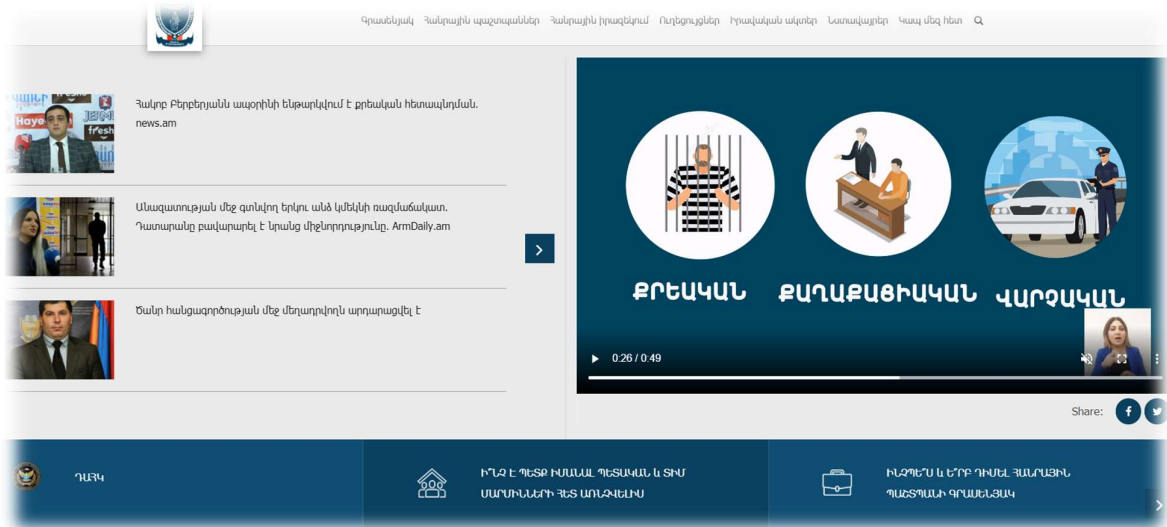 Գրասենյակ Հանրային պաշտպաններ Հանրային իրազեկում Ուղեցույցներ Իրավական ակտեր Նստավայրեր Կապ մեզ հետ
Հակոբ Բերբերյանն ապօրինի ենթարկվում է քրեական հետապնդման.
news.am
Անազատության մեջ գտնվող երկու անձ կմեկնի ռազմաճակատ.
Դատարանը բավարարել է նրանց միջնորդությունը. ArmDaily.am
Ծանր հանցագործության մեջ մեղադրվողն արդարացվել է
ՔՐԵԱԿԱՆ ՔԱՂԱՔԱՑԻԱԿԱՆ ՎԱՐՉԱԿԱՆ
0:26 / 0:49
Share:
ԴԱՀԿ
Ի՞ՆՉ Է ՊԵՏՔ ԻՄԱՆԱԼ ՊԵՏԱԿԱՆ և ՏԻՄ
ՄԱՐՄԻՆՆԵՐԻ ՀԵՏ ԱՌՆՉՎԵԼԻՍ
ԻՆՉՊԵ՞Ս և Ե՞ՐԲ ԴԻՄԵԼ ՀԱՆՐԱՅԻՆ
ՊԱՇՏՊԱՆԻ ԳՐԱՍԵՆՅԱԿ